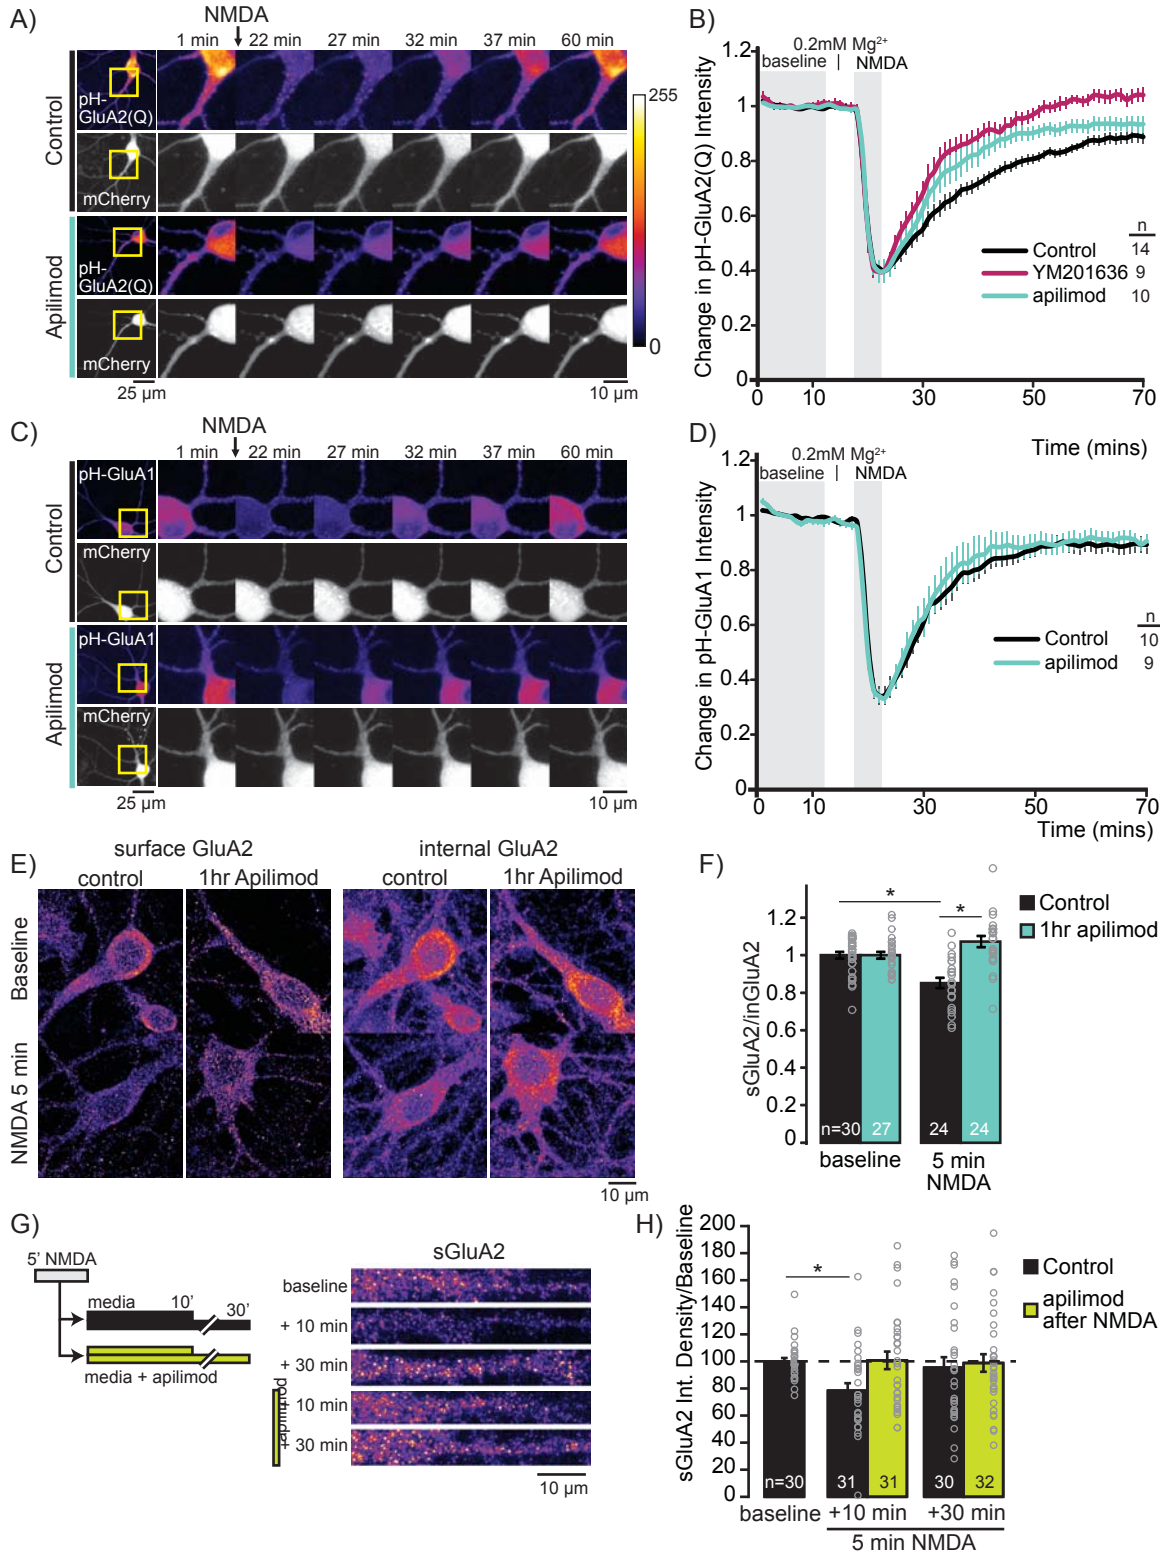 A)
NMDA
1 min 22 min 27 min 32 min 37 min 60 min
Control
pH-
GluA2(Q)
mCherry
Apilimod
pH-
GluA2(Q)
mCherry
255
0
25 µm
10 µm
B)
Change in pH-GluA2(Q) Intensity
1.2
1
0.8
0.6
0.4
0.2
0
0.2mM Mg2+
baseline
NMDA
n
Control 14
YM201636 9
apilimod 10
0 10 30 50 70
Time (mins)
C)
NMDA
1 min 22 min 27 min 32 min 37 min 60 min
Control
pH-GluA1
mCherry
Apilimod
pH-GluA1
mCherry
25 µm
10 µm
D)
Change in pH-GluA1 Intensity
1.2
1
0.8
0.6
0.4
0.2
0
0.2mM Mg2+
baseline
NMDA
n
Control 10
apilimod 9
0 10 30 50 70
Time (mins)
E)
surface GluA2 internal GluA2
control 1hr Apilimod control 1hr Apilimod
Baseline
NMDA 5 min
10 µm
F)
sGluA2/inGluA2
1.2
1
0.8
0.6
0.4
0.2
0
*
*
Control
1hr apilimod
n=30 27 24 24
baseline 5 min
NMDA
G)
5' NMDA
media 10' 30'
media + apilimod
sGluA2
baseline
+ 10 min
+ 30 min
apilimod
+ 10 min
+ 30 min
10 µm
H)
sGluA2 Int. Density/Baseline
200
180
160
140
120
100
80
60
40
20
0
*
Control
apilimod
after NMDA
n=30 31 31 30 32
baseline +10 min +30 min
5 min NMDA